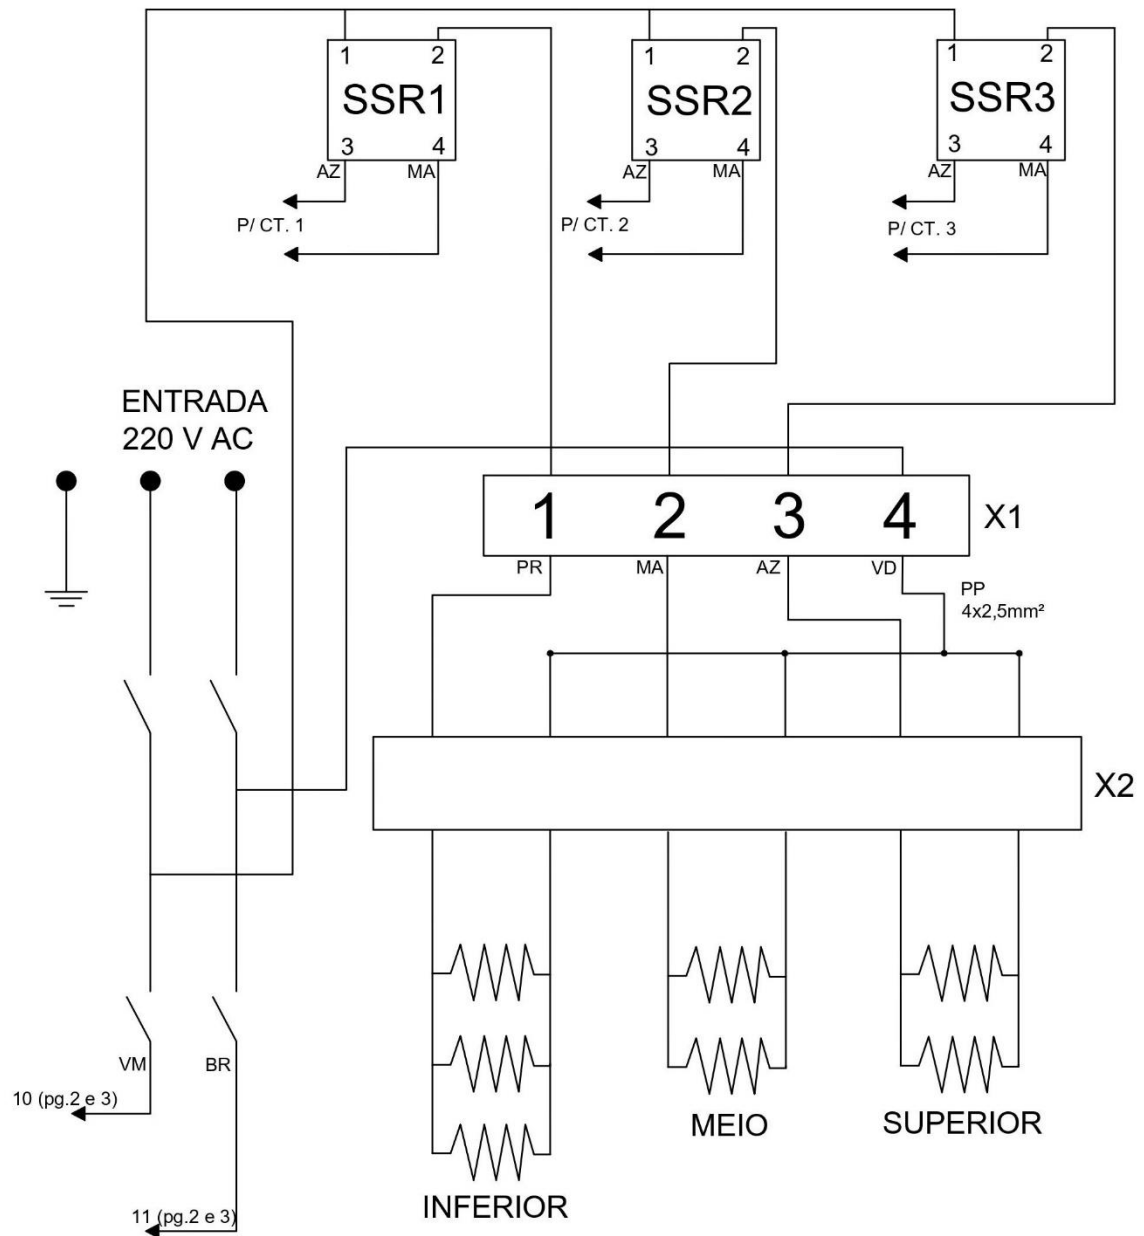 1 2
SSR1
3 4
AZ MA
P/ CT. 1
1 2
SSR2
3 4
AZ MA
P/ CT. 2
1 2
SSR3
3 4
AZ MA
P/ CT. 3
ENTRADA
220 V AC
1 2 3 4 X1
PR MA AZ VD
PP
4x2,5mm²
X2
VM BR
10 (pg.2 e 3)
11 (pg.2 e 3)
INFERIOR
MEIO
SUPERIOR